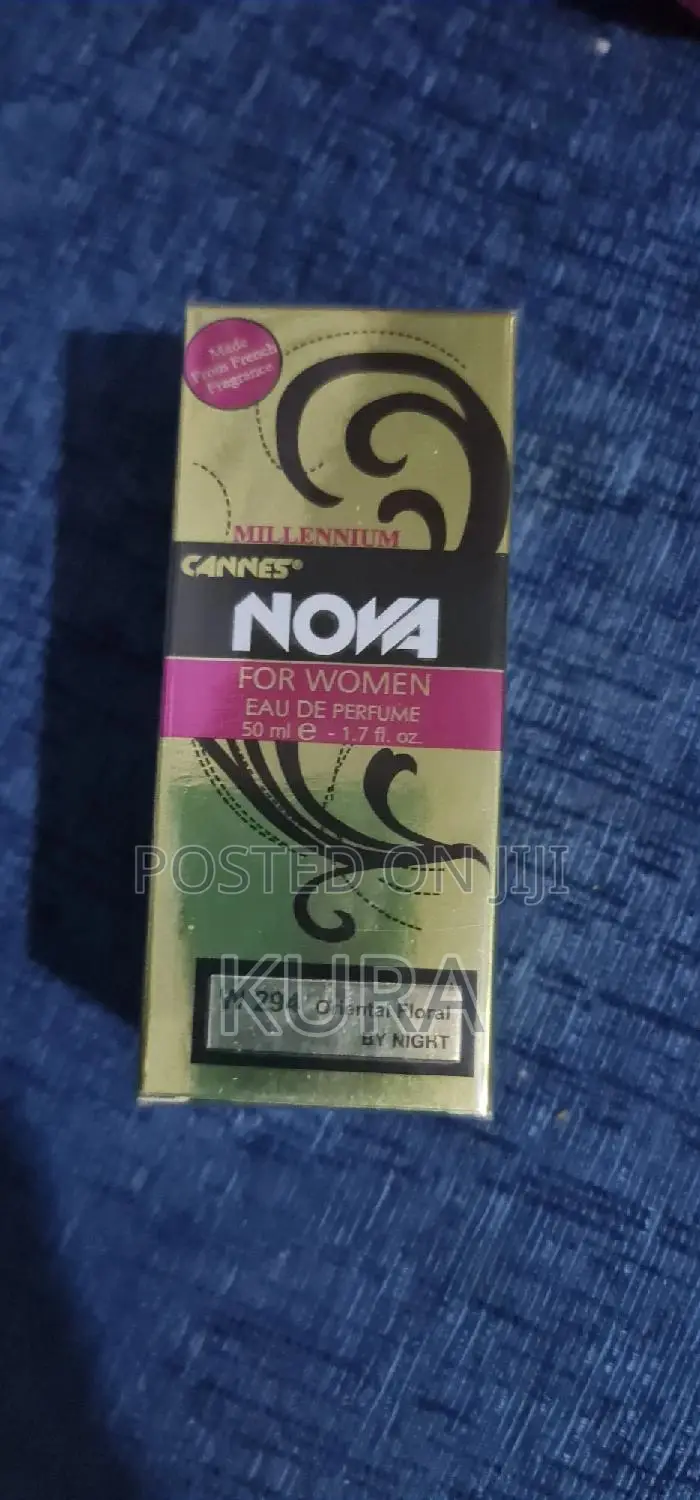 Made
From French
Fragrance
MILLENNIUM
CANNES®
NOVA
FOR WOMEN
EAU DE PERFUME
50 ml e - 1.7 fl. oz.
POSTED ON JIJI
KURA
W 294 Oriental Floral
BY NIGHT